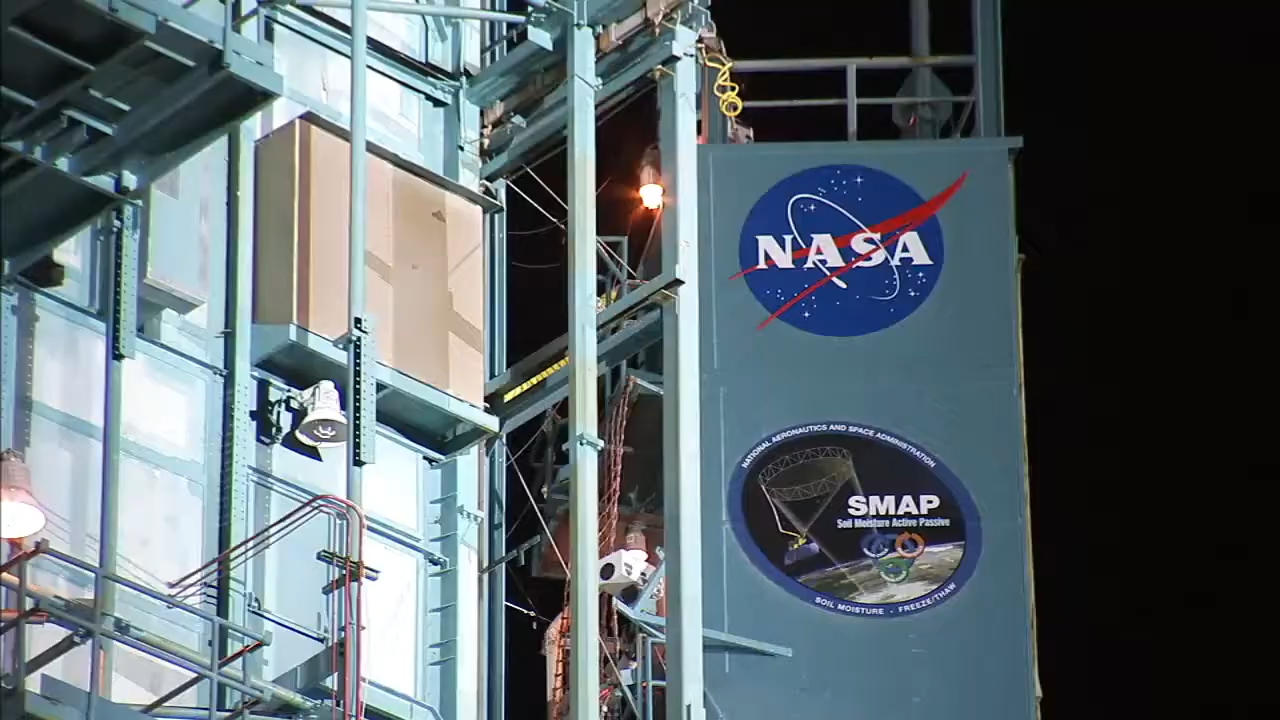 NASA
NATIONAL AERONAUTICS AND SPACE ADMINISTRATION
SMAP
Soil Moisture Active Passive
SOIL MOISTURE · FREEZE/THAW